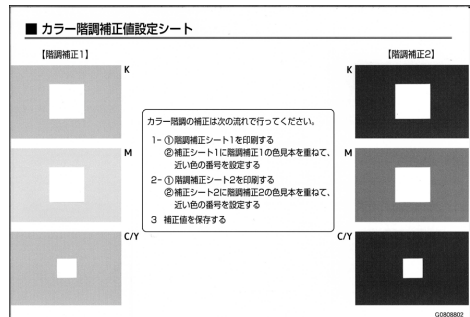 ■ カラー階調補正値設定シート
【階調補正1】
【階調補正2】
K
K
カラー階調の補正は次の流れで行ってください。
1- ①階調補正シート1を印刷する
②補正シート1に階調補正1の色見本を重ねて、
近い色の番号を設定する
M
M
2- ①階調補正シート2を印刷する
②補正シート2に階調補正2の色見本を重ねて、
近い色の番号を設定する
3 補正値を保存する
C/Y
C/Y
G0808802